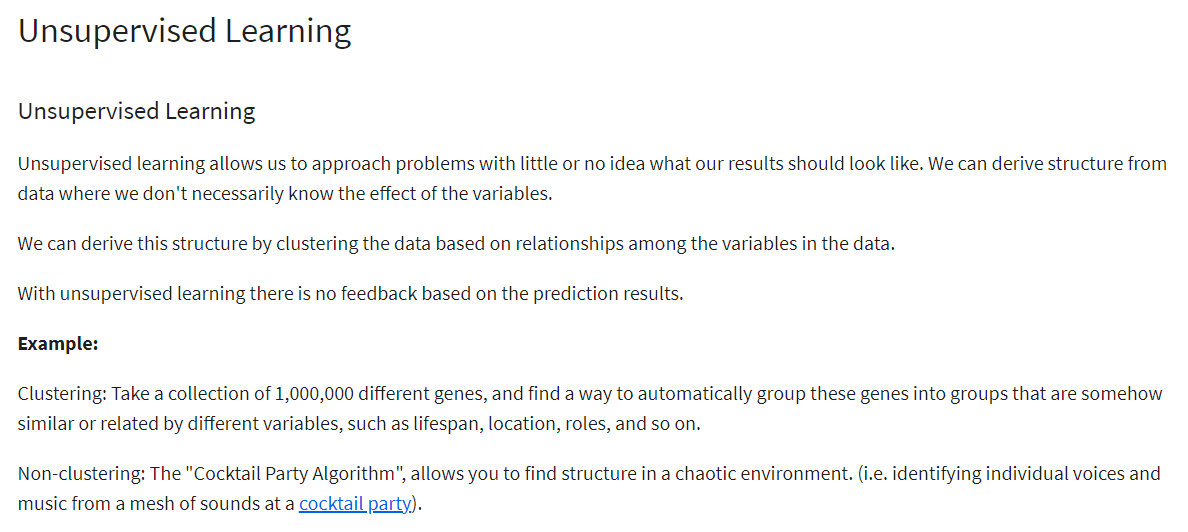 Unsupervised Learning
Unsupervised Learning
Unsupervised learning allows us to approach problems with little or no idea what our results should look like. We can derive structure from
data where we don't necessarily know the effect of the variables.
We can derive this structure by clustering the data based on relationships among the variables in the data.
With unsupervised learning there is no feedback based on the prediction results.
Example:
Clustering: Take a collection of 1,000,000 different genes, and find a way to automatically group these genes into groups that are somehow
similar or related by different variables, such as lifespan, location, roles, and so on.
Non-clustering: The "Cocktail Party Algorithm", allows you to find structure in a chaotic environment. (i.e. identifying individual voices and
music from a mesh of sounds at a cocktail party).